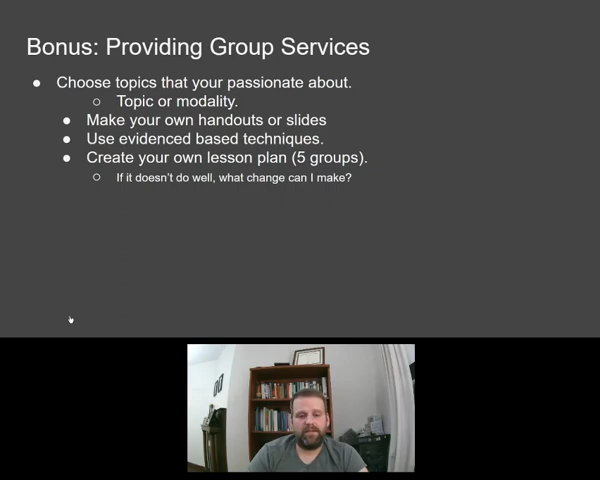 Bonus: Providing Group Services
Choose topics that your passionate about.
Topic or modality.
Make your own handouts or slides
Use evidenced based techniques.
Create your own lesson plan (5 groups).
If it doesn't do well, what change can I make?